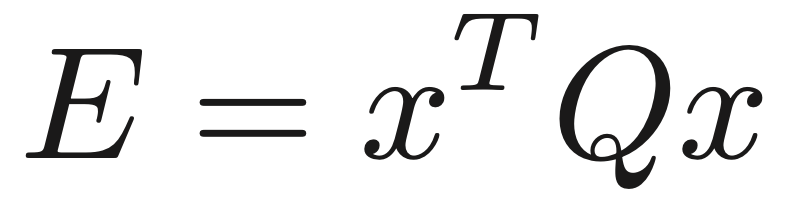 E = x^T Qx